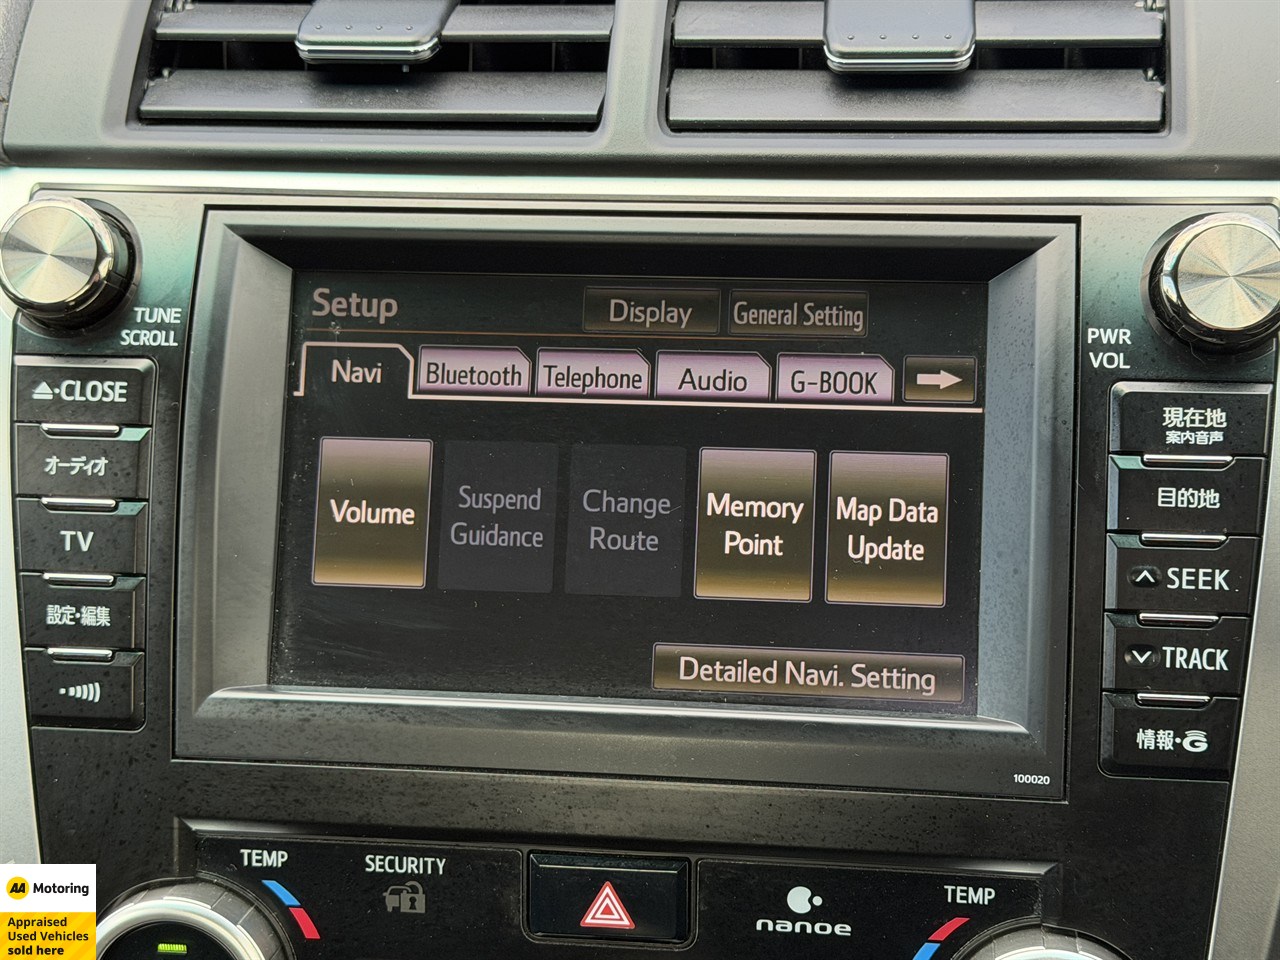 TUNE
SCROLL
CLOSE
オーディオ
TV
設定・編集
Setup
Display
General Setting
Navi
Bluetooth
Telephone
Audio
G-BOOK
Volume
Suspend
Guidance
Change
Route
Memory
Point
Map Data
Update
Detailed Navi. Setting
PWR
VOL
現在地
案内音声
目的地
SEEK
TRACK
情報・G
100020
TEMP
SECURITY
nanoe
TEMP
AA Motoring
Appraised
Used Vehicles
sold here